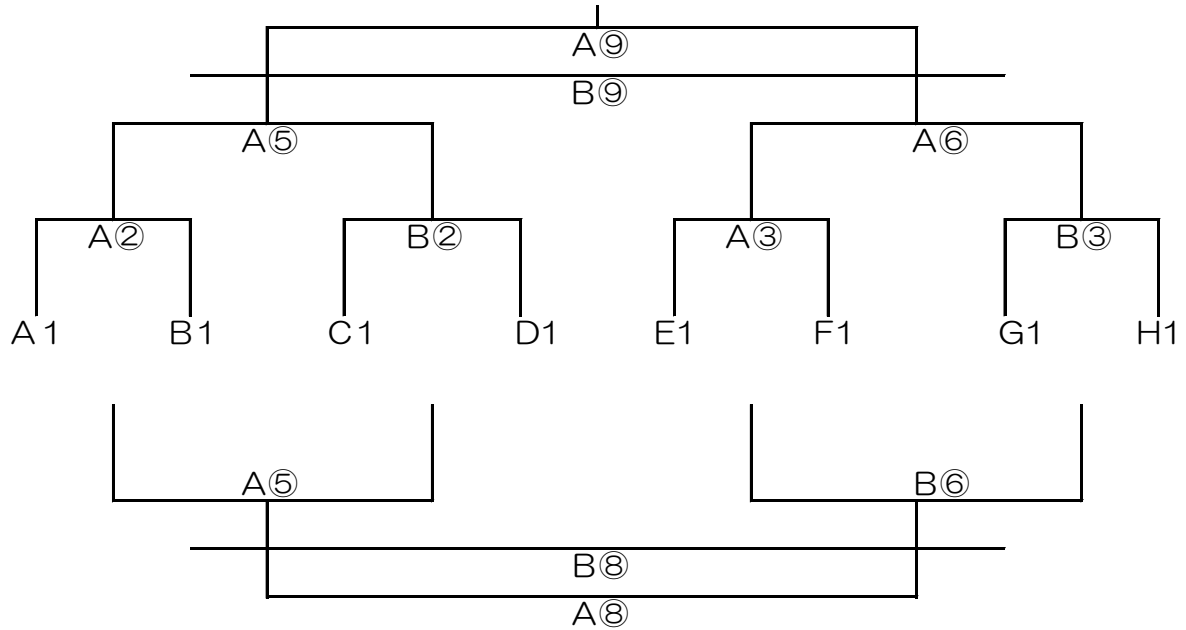 A⑨
B⑨
A⑤ A⑥
A② B② A③ B③
A1 B1 C1 D1 E1 F1 G1 H1
A⑤ B⑥
B⑧
A⑧